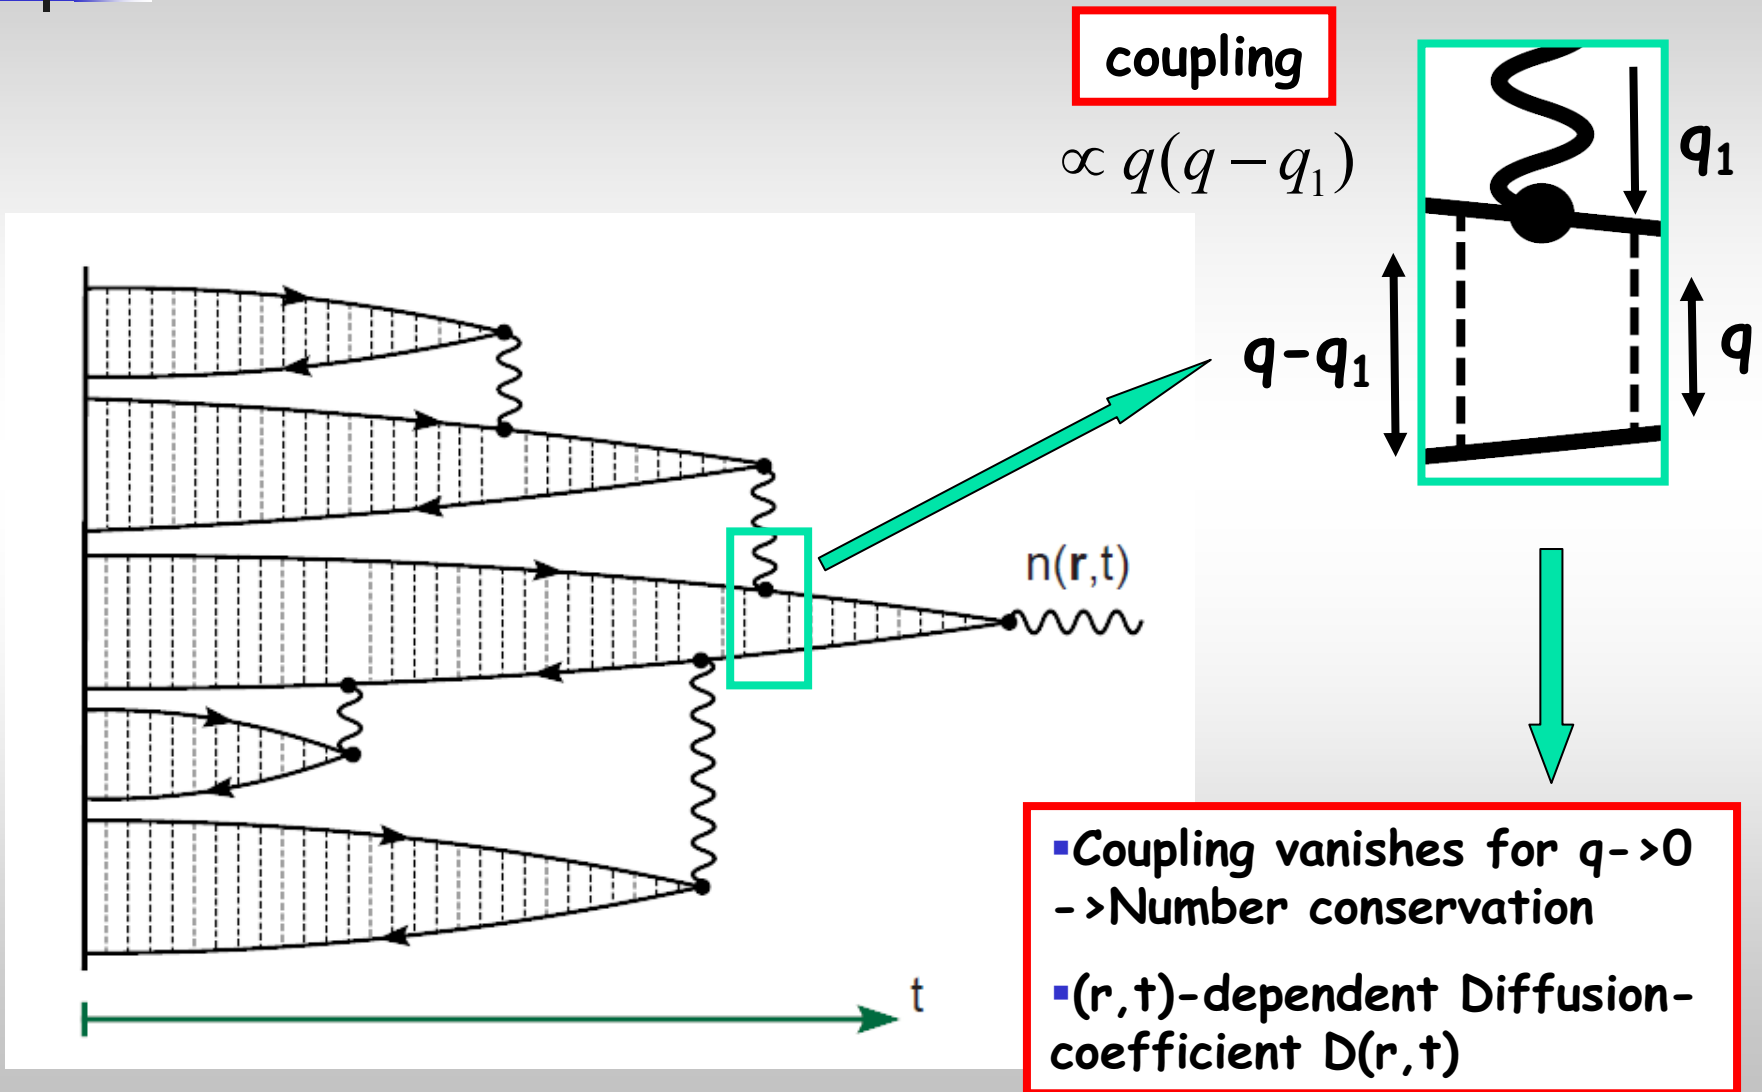 coupling
∝ q(q − q₁)
q₁
q-q₁
q
n(r,t)
t
▪Coupling vanishes for q->0
->Number conservation
▪(r,t)-dependent Diffusion-
coefficient D(r,t)